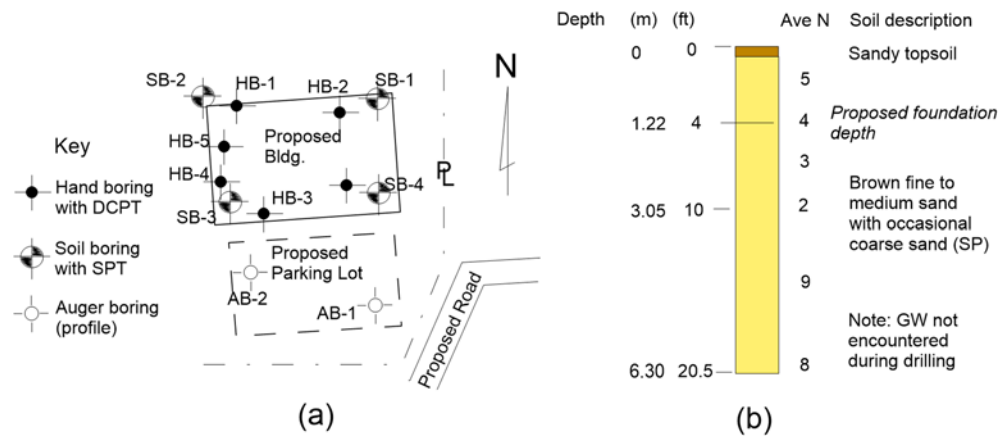 SB-2
HB-1
HB-2
SB-1
N
Key
HB-5
Proposed
Bldg.
PL
HB-4
Hand boring
with DCPT
SB-3
HB-3
SB-4
Soil boring
with SPT
Proposed
Parking Lot
AB-2
AB-1
Auger boring
(profile)
Proposed Road
(a)
Depth (m) (ft) Ave N Soil description
0 0 Sandy topsoil
5
1.22 4 4 Proposed foundation
depth
3
Brown fine to
medium sand
with occasional
coarse sand (SP)
3.05 10 2
9
Note: GW not
encountered
during drilling
6.30 20.5 8
(b)